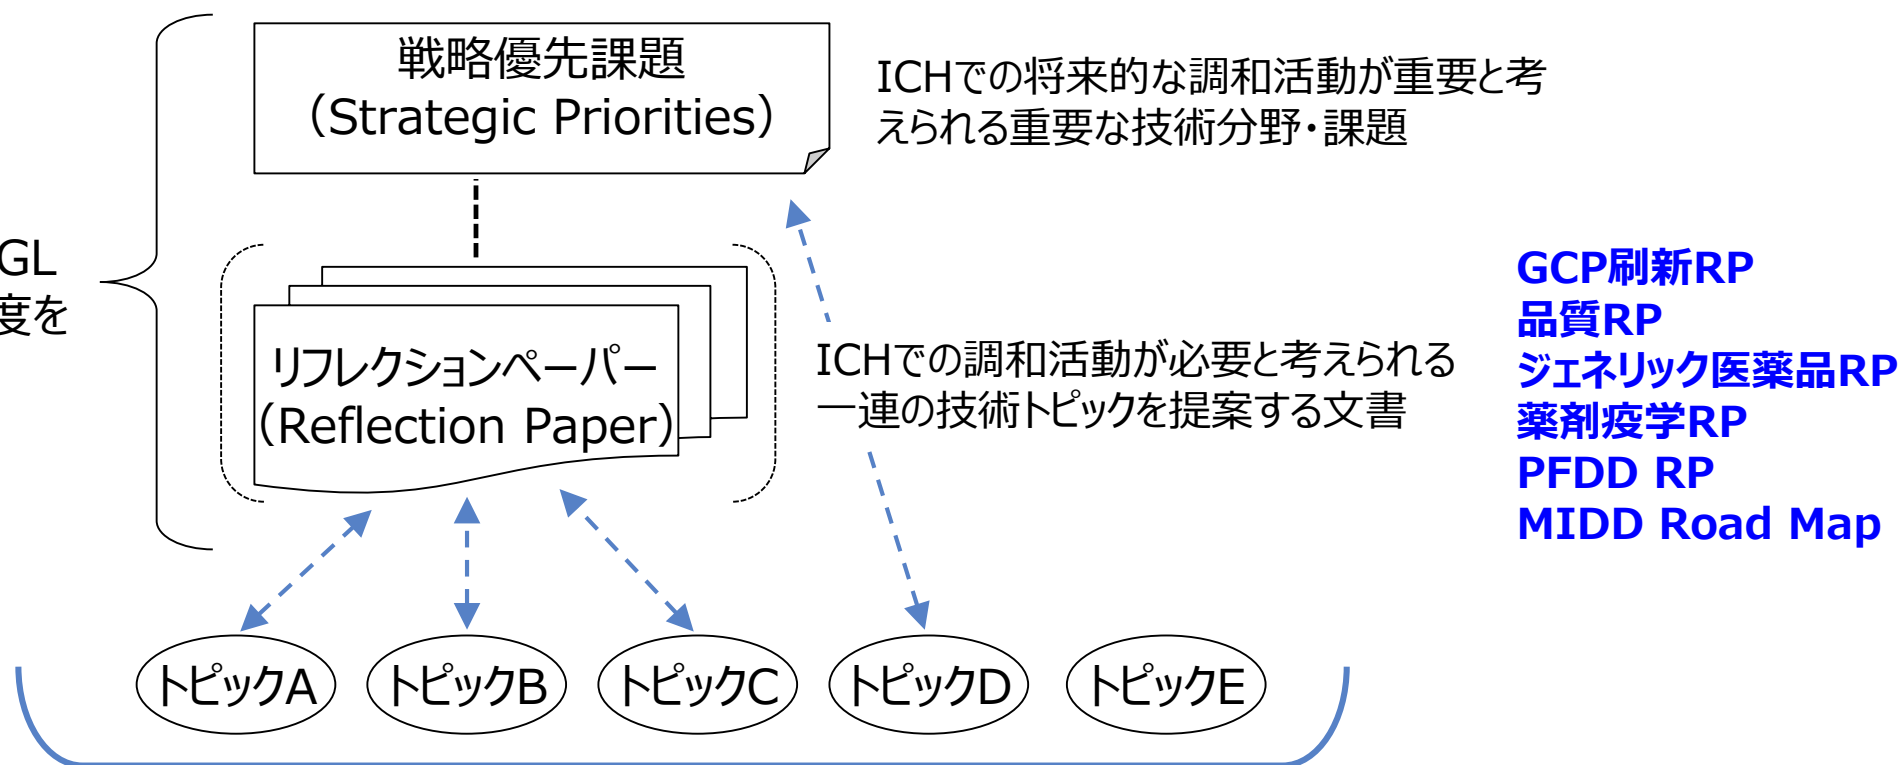 戦略優先課題
（Strategic Priorities）
ICHでの将来的な調和活動が重要と考
えられる重要な技術分野・課題
GL
度を
リフレクションペーパー
（Reflection Paper）
ICHでの調和活動が必要と考えられる
一連の技術トピックを提案する文書
GCP刷新RP
品質RP
ジェネリック医薬品RP
薬剤疫学RP
PFDD RP
MIDD Road Map
トピックA
トピックB
トピックC
トピックD
トピックE